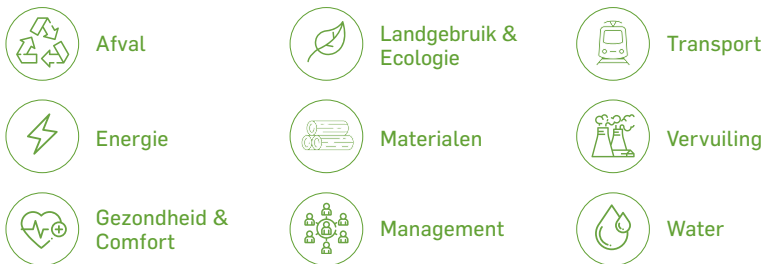 Afval
Landgebruik &
Ecologie
Transport
Energie
Materialen
Vervuiling
Gezondheid &
Comfort
Management
Water